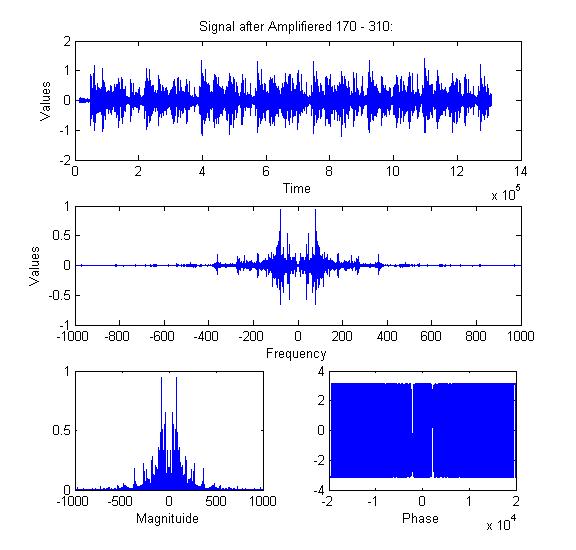 Signal after Amplifiered 170 - 310:
2
1
0
-1
-2
Values
0 2 4 6 8 10 12 14
Time
x 10^5
1
0.5
0
-0.5
-1
Values
-1000 -800 -600 -400 -200 0 200 400 600 800 1000
Frequency
1
0.5
0
-1000 -500 0 500 1000
Magnituide
4
2
0
-2
-4
-2 -1 0 1 2
Phase
x 10^4